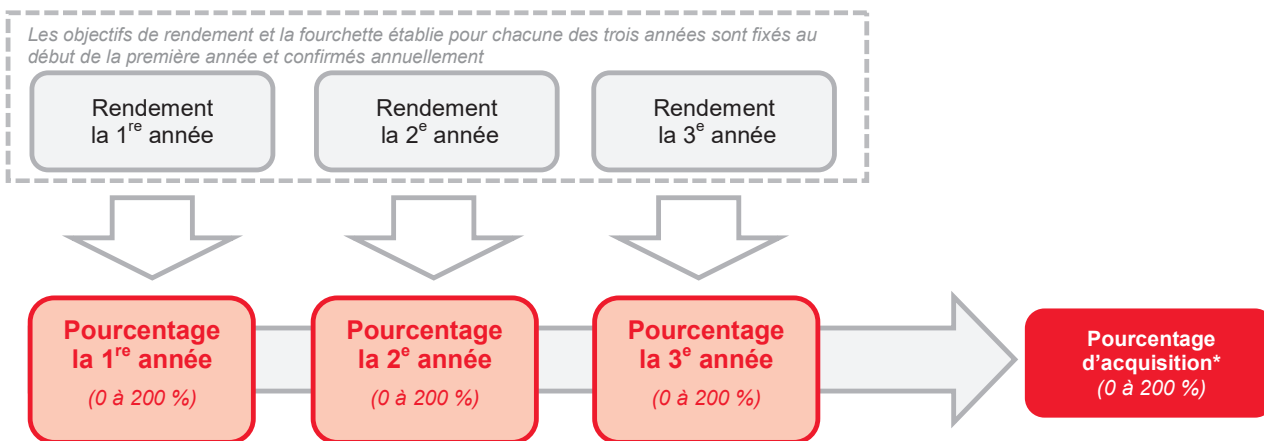 Les objectifs de rendement et la fourchette établie pour chacune des trois années sont fixés au
début de la première année et confirmés annuellement
Rendement
la 1re année
Rendement
la 2e année
Rendement
la 3e année
Pourcentage
la 1re année
(0 à 200 %)
Pourcentage
la 2e année
(0 à 200 %)
Pourcentage
la 3e année
(0 à 200 %)
Pourcentage
d'acquisition*
(0 à 200 %)